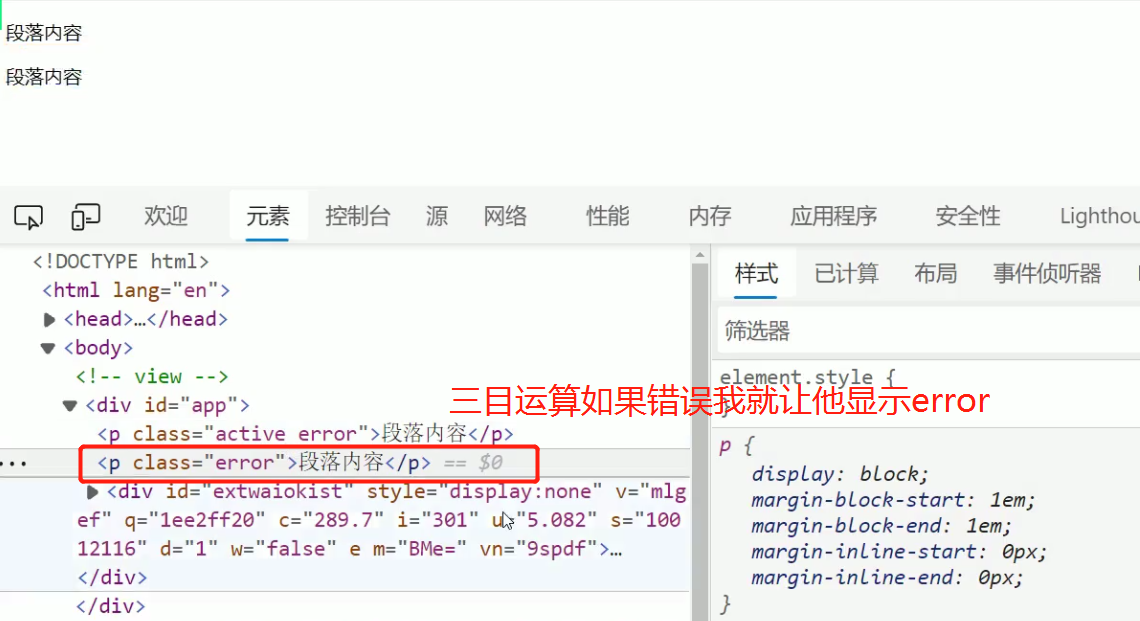 段落内容
段落内容
欢迎 元素 控制台 源 网络 性能 内存 应用程序 安全性
<!DOCTYPE html>
<html lang="en">
<head>…</head>
<body>
<!-- view -->
<div id="app">
<p class="active error">段落内容</p>
<p class="error">段落内容</p> == $0
<div id="extwaiokist" style="display:none" v="mlg
ef" q="1ee2ff20" c="289.7" i="301" u="5.082" s="100
12116" d="1" w="false" e m="BMe=" vn="9spdf">…
</div>
</div>
三目运算如果错误我就让他显示error
样式 已计算 布局 事件侦听器
筛选器
element.style {
}
p {
display: block;
margin-block-start: 1em;
margin-block-end: 1em;
margin-inline-start: 0px;
margin-inline-end: 0px;
}